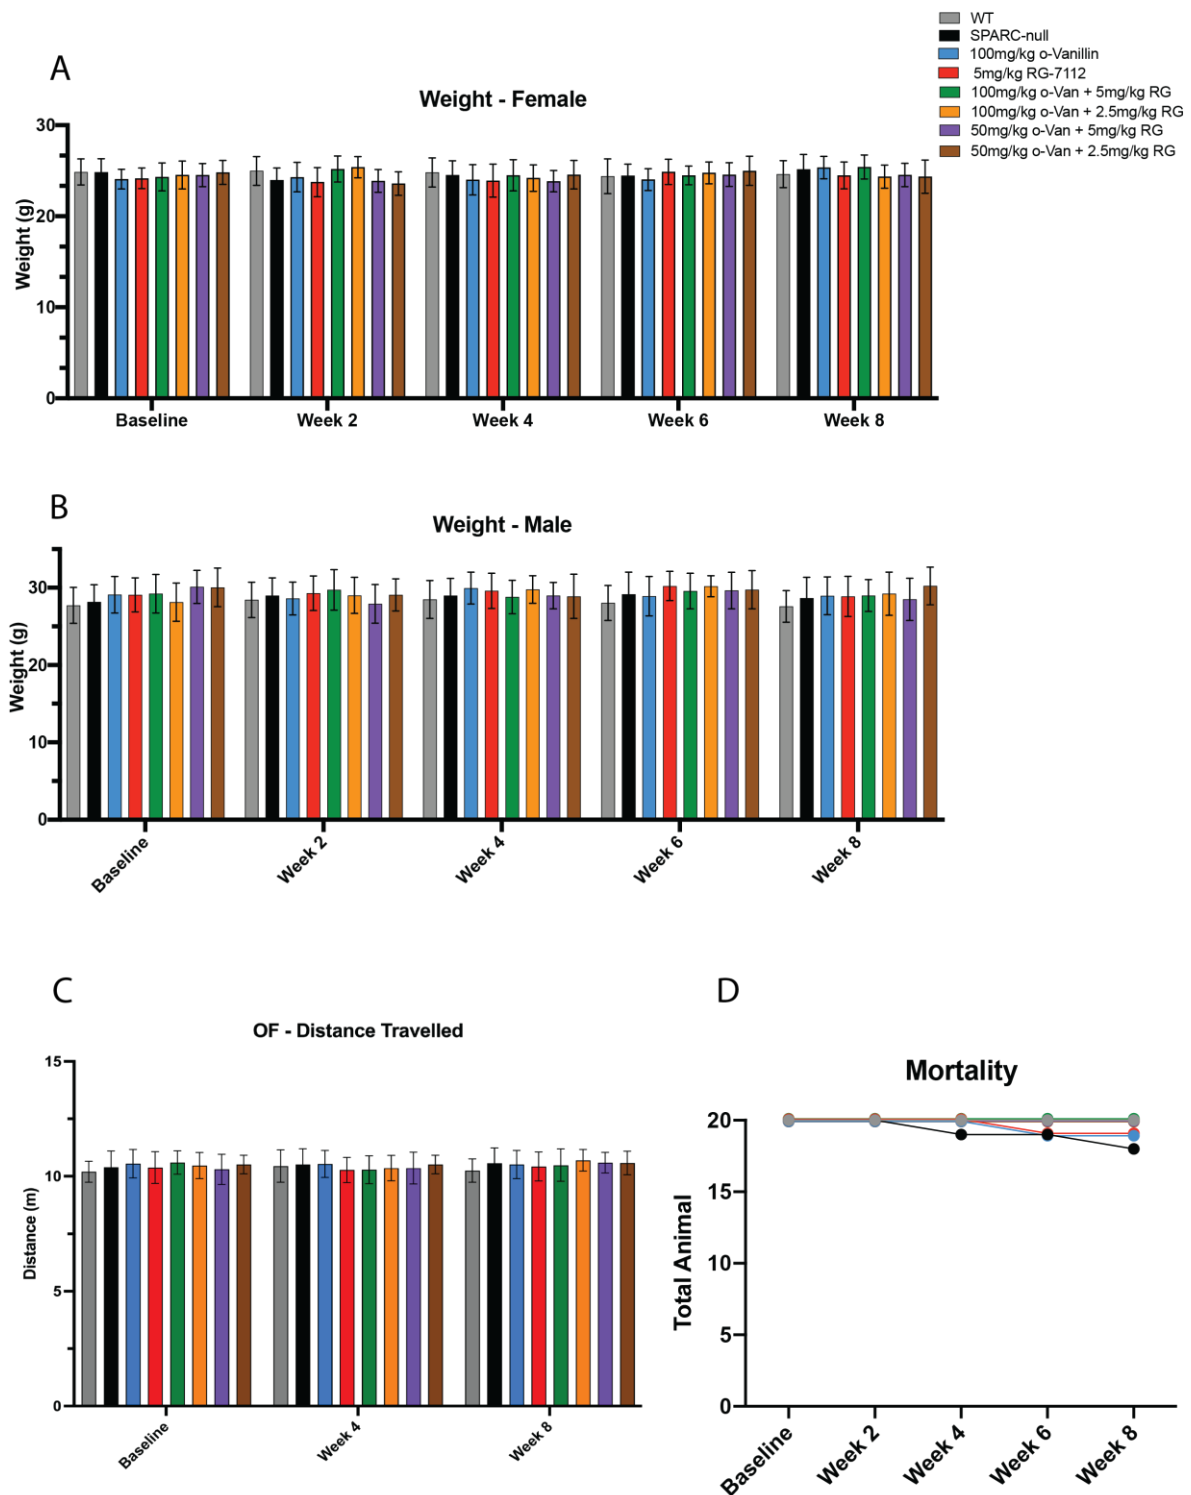 WT
SPARC-null
100mg/kg o-Vanillin
5mg/kg RG-7112
100mg/kg o-Van + 5mg/kg RG
100mg/kg o-Van + 2.5mg/kg RG
50mg/kg o-Van + 5mg/kg RG
50mg/kg o-Van + 2.5mg/kg RG
A
Weight - Female
Weight (g)
30
20
10
0
Baseline Week 2 Week 4 Week 6 Week 8
B
Weight - Male
Weight (g)
30
20
10
0
Baseline Week 2 Week 4 Week 6 Week 8
C
OF - Distance Travelled
Distance (m)
15
10
5
0
Baseline Week 4 Week 8
D
Mortality
Total Animal
20
15
10
5
0
Baseline Week 2 Week 4 Week 6 Week 8